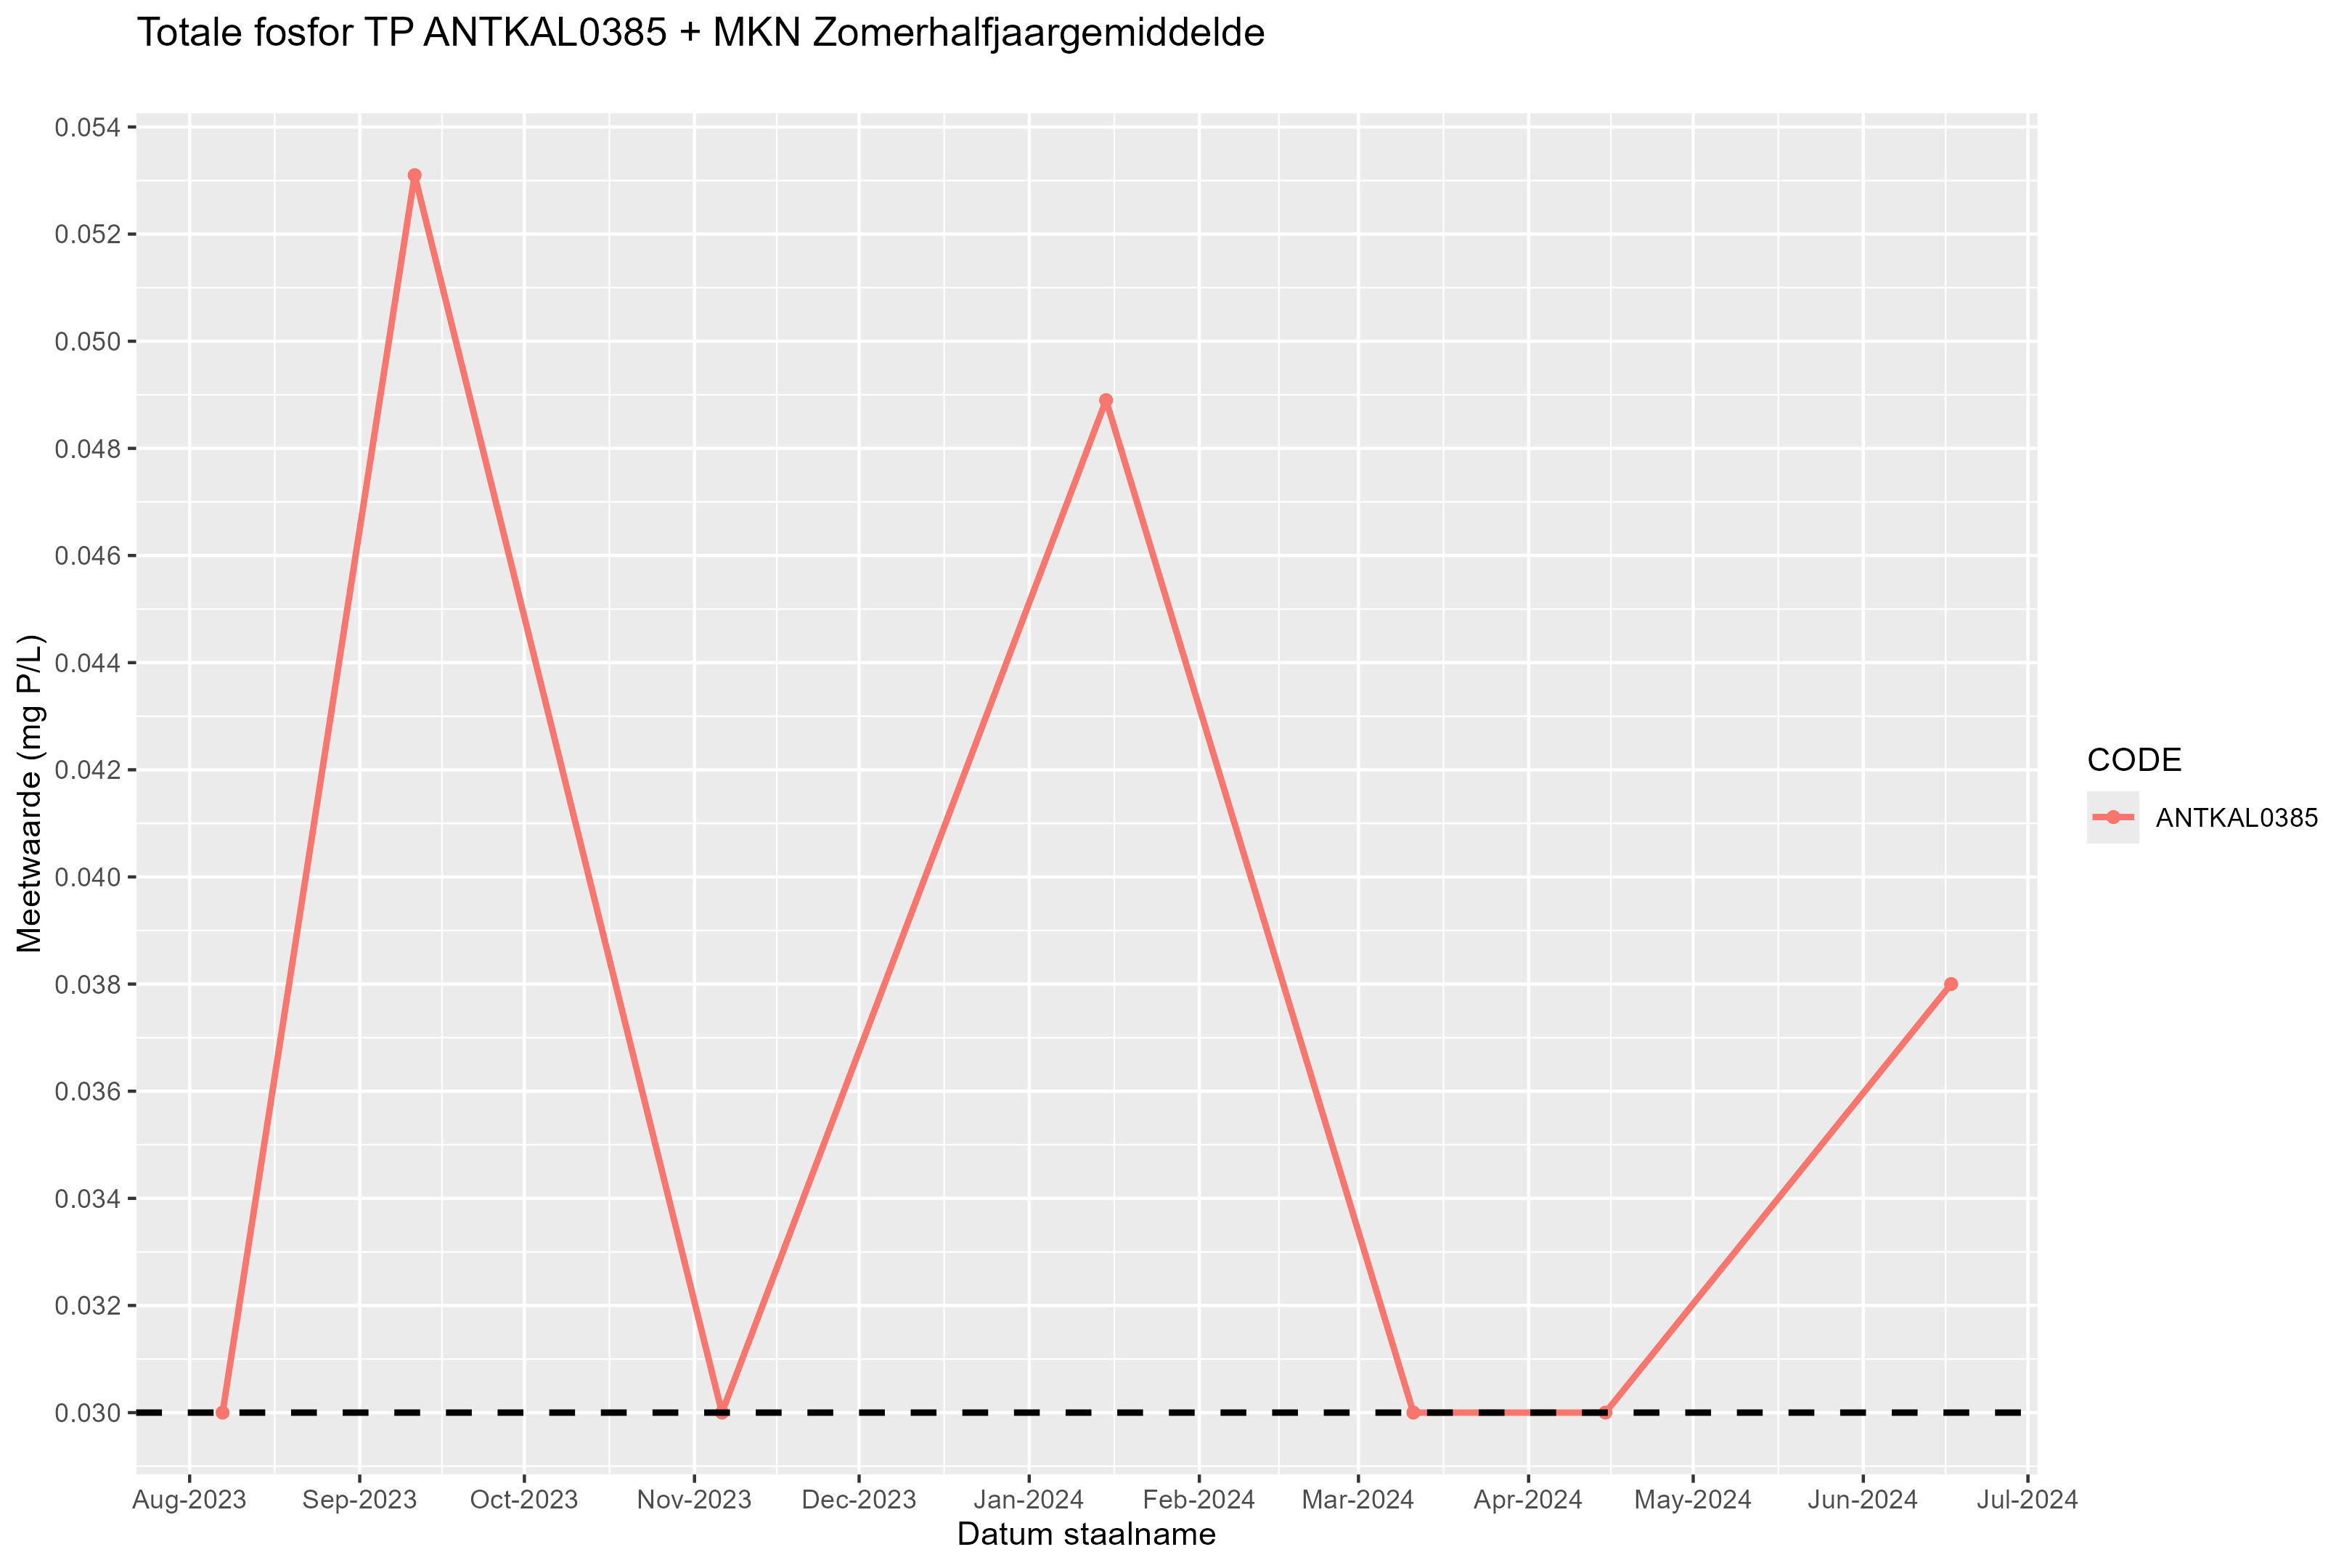 Totale fosfor TP ANTKAL0385 + MKN Zomerhalfjaargemiddelde
0.054
0.052
0.050
0.048
0.046
0.044
0.042
0.040
0.038
0.036
0.034
0.032
0.030
Meetwaarde (mg P/L)
Aug-2023 Sep-2023 Oct-2023 Nov-2023 Dec-2023 Jan-2024 Feb-2024 Mar-2024 Apr-2024 May-2024 Jun-2024 Jul-2024
Datum staalname
CODE
ANTKAL0385